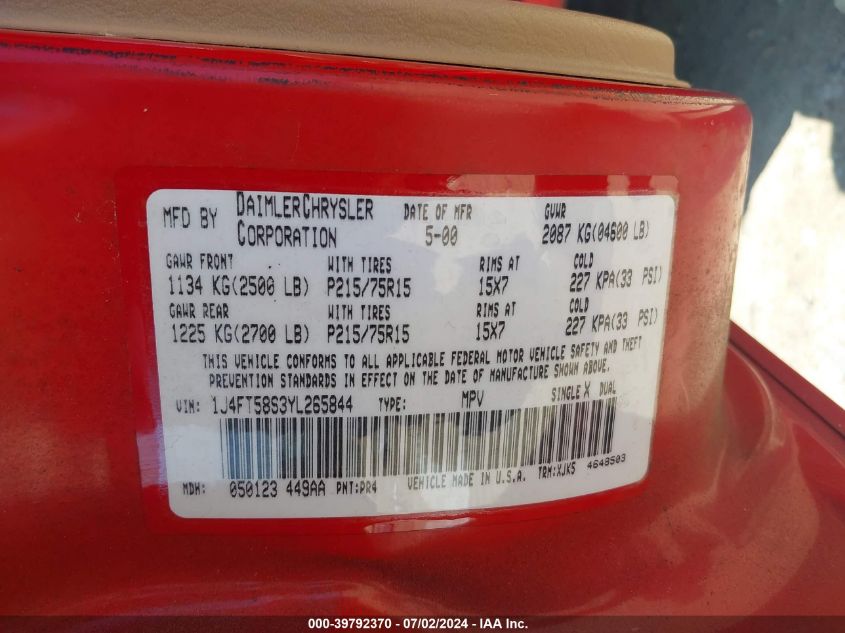 MFD BY DAIMLERCHRYSLER CORPORATION DATE OF MFR 5-00 GVWR 2087 KG(04600 LB)
GAWR FRONT WITH TIRES RIMS AT COLD
1134 KG(2500 LB) P215/75R15 15X7 227 KPA(33 PSI)
GAWR REAR WITH TIRES RIMS AT COLD
1225 KG(2700 LB) P215/75R15 15X7 227 KPA(33 PSI)
THIS VEHICLE CONFORMS TO ALL APPLICABLE FEDERAL MOTOR VEHICLE SAFETY AND THEFT
PREVENTION STANDARDS IN EFFECT ON THE DATE OF MANUFACTURE SHOWN ABOVE.
VIN: 1J4FT58S3YL265844 TYPE: MPV SINGLE X DUAL
MDH: 050123 449AA PNT:PR4 VEHICLE MADE IN U.S.A. TRM:XJK5 4649503
000-39792370 - 07/02/2024 - IAA Inc.